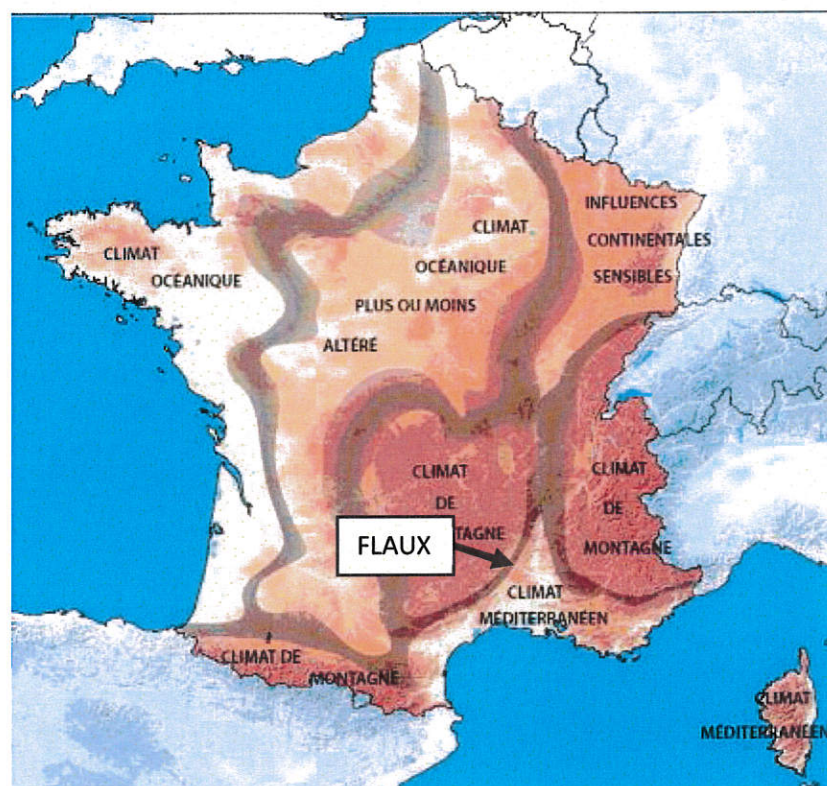 INFLUENCES
CONTINENTALES
SENSIBLES
CLIMAT
OCÉANIQUE
CLIMAT
OCÉANIQUE
PLUS OU MOINS
ALTÉRÉ
CLIMAT
DE
TAGNE
FLAUX
CLIMAT
DE
MONTAGNE
CLIMAT
MÉDITERRANÉEN
CLIMAT DE
MONTAGNE
CLIMAT
MÉDITERRANÉEN